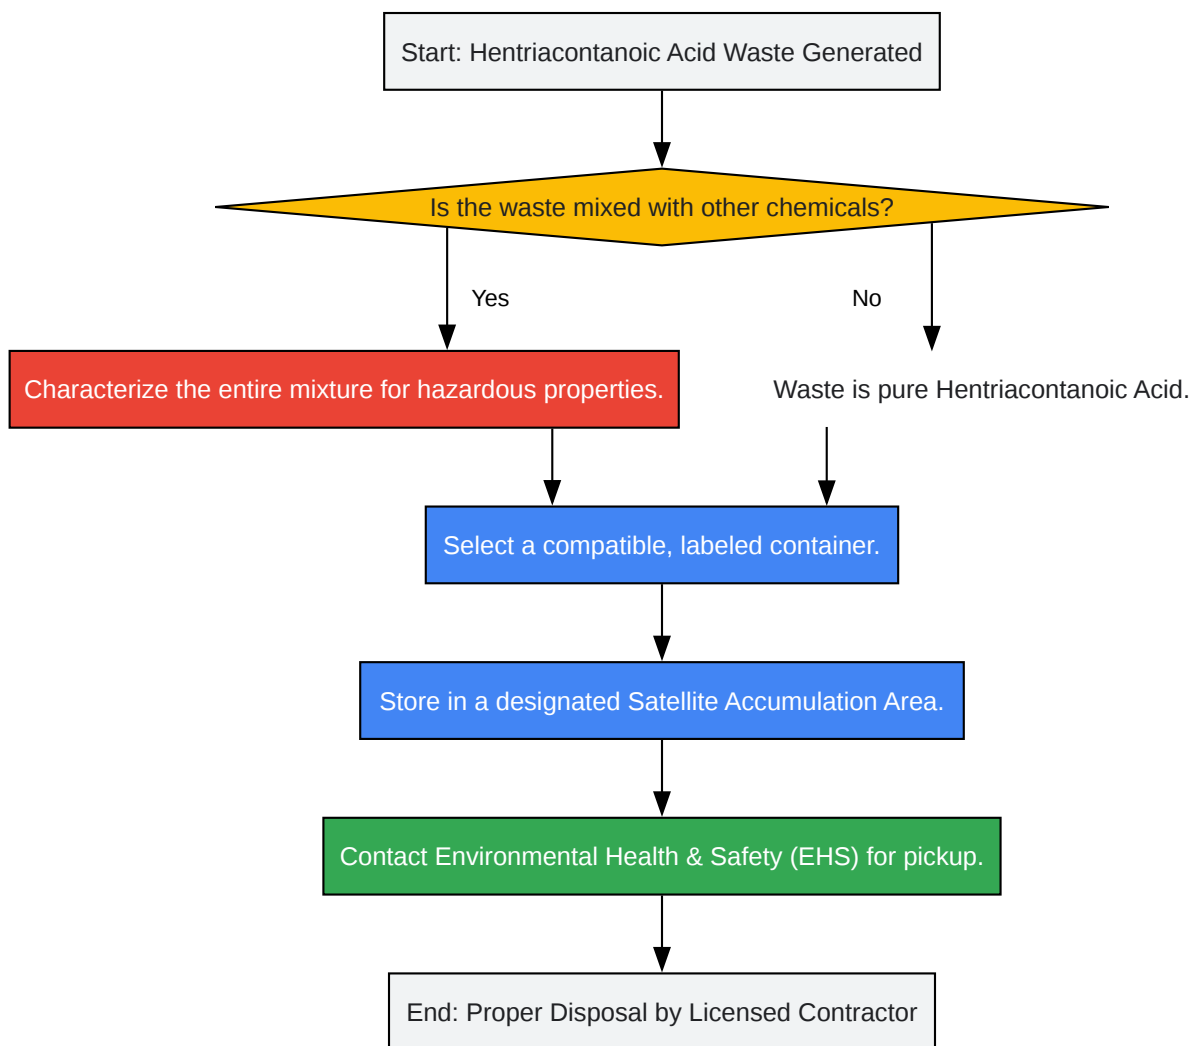 Start: Hentriacontanoic Acid Waste Generated
Is the waste mixed with other chemicals?
Yes
No
Characterize the entire mixture for hazardous properties.
Waste is pure Hentriacontanoic Acid.
Select a compatible, labeled container.
Store in a designated Satellite Accumulation Area.
Contact Environmental Health & Safety (EHS) for pickup.
End: Proper Disposal by Licensed Contractor